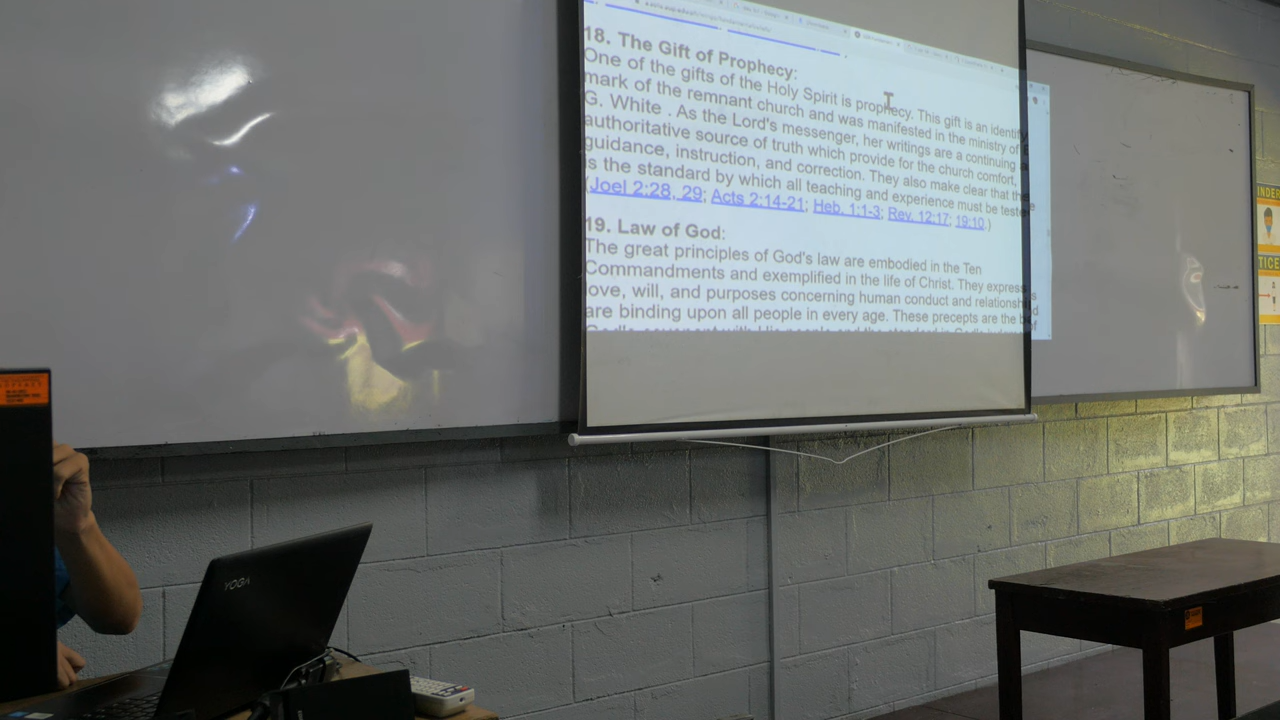 18. The Gift of Prophecy:
One of the gifts of the Holy Spirit is prophecy. This gift is an identify
mark of the remnant church and was manifested in the ministry of E
G. White . As the Lord's messenger, her writings are a continuing a
authoritative source of truth which provide for the church comfort,
guidance, instruction, and correction. They also make clear that the
is the standard by which all teaching and experience must be teste
(Joel 2:28, 29; Acts 2:14-21; Heb. 1:1-3; Rev. 12:17; 19:10.)
19. Law of God:
The great principles of God's law are embodied in the Ten
Commandments and exemplified in the life of Christ. They express
love, will, and purposes concerning human conduct and relationsh
are binding upon all people in every age. These precepts are the b
INDER
TICE
YOGA